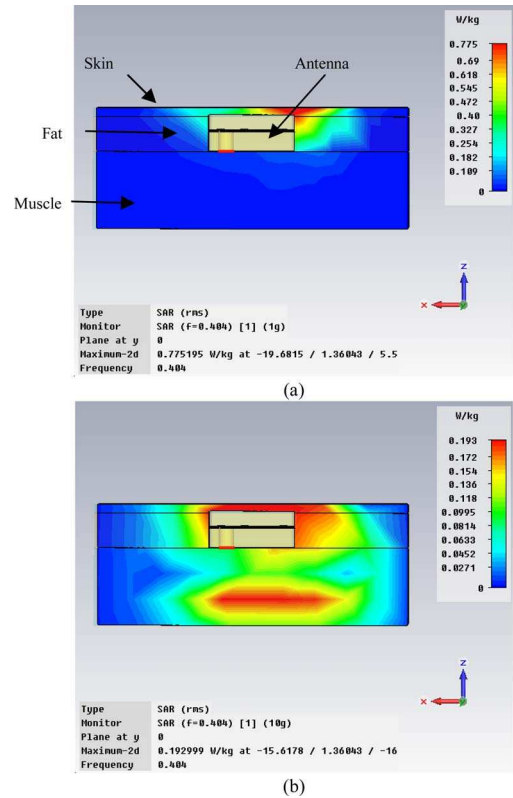 W/kg
0.775
0.69
0.618
0.545
0.472
0.40
0.327
0.254
0.182
0.109
0
Skin
Antenna
Fat
Muscle
z
x
y
Type SAR (rms)
Monitor SAR (f=0.404) [1] (1g)
Plane at y 0
Maximum-2d 0.775195 W/kg at -19.6815 / 1.36043 / 5.5
Frequency 0.404
(a)
W/kg
0.193
0.172
0.154
0.136
0.118
0.0995
0.0814
0.0633
0.0452
0.0271
0
z
x
y
Type SAR (rms)
Monitor SAR (f=0.404) [1] (10g)
Plane at y 0
Maximum-2d 0.192999 W/kg at -15.6178 / 1.36043 / -16
Frequency 0.404
(b)